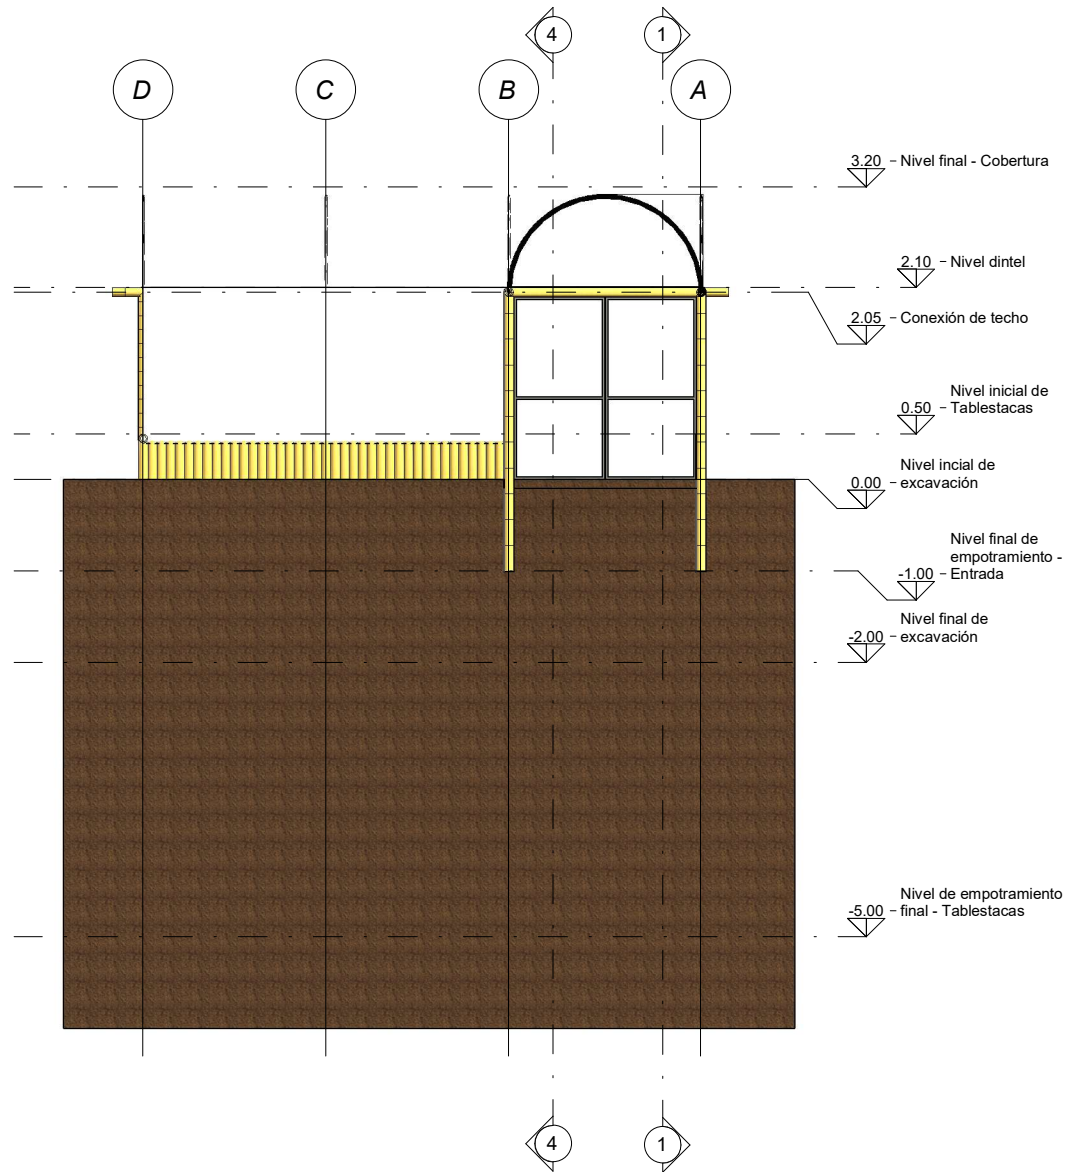 4
1
D
C
B
A
3.20
Nivel final - Cobertura
2.10
Nivel dintel
2.05
Conexión de techo
Nivel inicial de
0.50
Tablestacas
Nivel incial de
0.00
excavación
Nivel final de
empotramiento -
-1.00
Entrada
Nivel final de
-2.00
excavación
Nivel de empotramiento
-5.00
final - Tablestacas
4
1